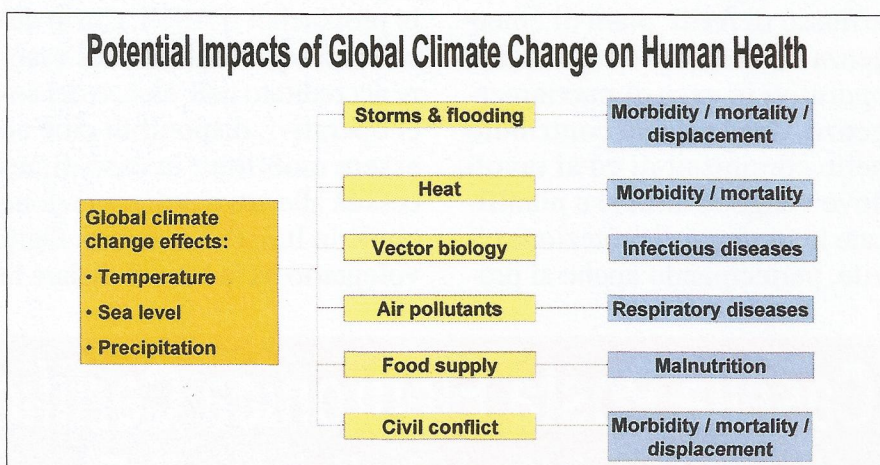 Potential Impacts of Global Climate Change on Human Health
Global climate
change effects:
• Temperature
• Sea level
• Precipitation
Storms & flooding
Morbidity / mortality /
displacement
Heat
Morbidity / mortality
Vector biology
Infectious diseases
Air pollutants
Respiratory diseases
Food supply
Malnutrition
Civil conflict
Morbidity / mortality /
displacement